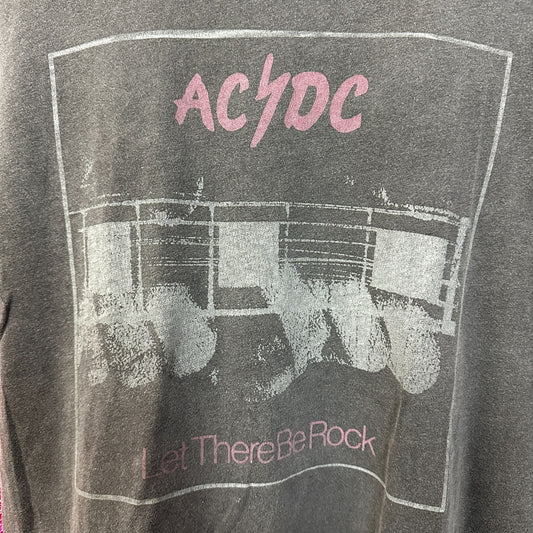 AC⚡DC
Let There Be Rock